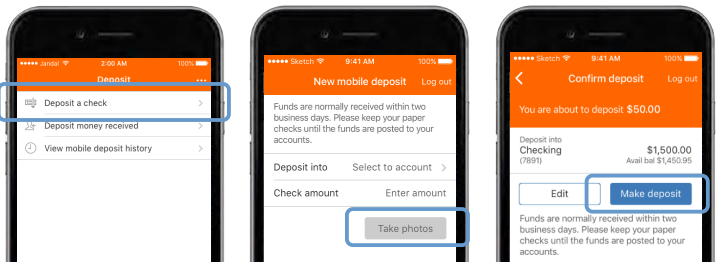 Jandal 2:00 AM 100%
Deposit ...
Deposit a check
Deposit money received
View mobile deposit history
Sketch 9:41 AM 100%
New mobile deposit Log out
Funds are normally received within two
business days. Please keep your paper
checks until the funds are posted to your
accounts.
Deposit into Select to account
Check amount Enter amount
Take photos
Sketch 9:41 AM 100%
Confirm deposit Log out
You are about to deposit $50.00
Deposit into
Checking $1,500.00
(7891) Avail bal $1,450.95
Edit Make deposit
Funds are normally received within two
business days. Please keep your paper
checks until the funds are posted to your
accounts.